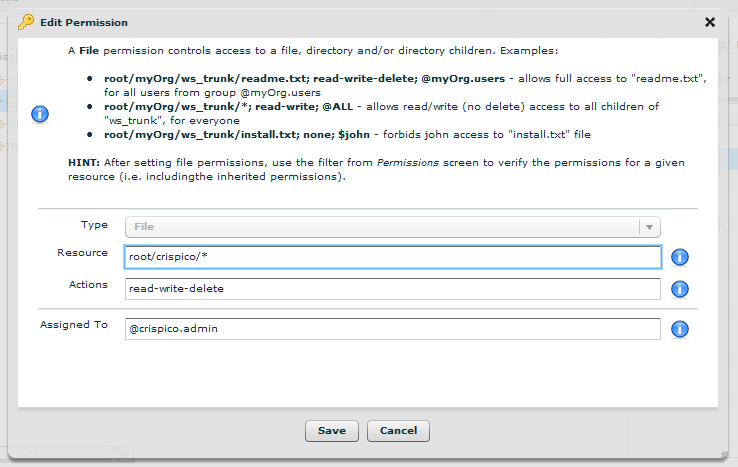 Edit Permission
A File permission controls access to a file, directory and/or directory children. Examples:
root/myOrg/ws_trunk/readme.txt; read-write-delete; @myOrg.users - allows full access to "readme.txt",
for all users from group @myOrg.users
root/myOrg/ws_trunk/*; read-write; @ALL - allows read/write (no delete) access to all children of
"ws_trunk", for everyone
root/myOrg/ws_trunk/install.txt; none; $john - forbids john access to "install.txt" file
HINT: After setting file permissions, use the filter from Permissions screen to verify the permissions for a given
resource (i.e. includingthe inherited permissions).
Type File
Resource root/crispico/*
Actions read-write-delete
Assigned To @crispico.admin
Save Cancel